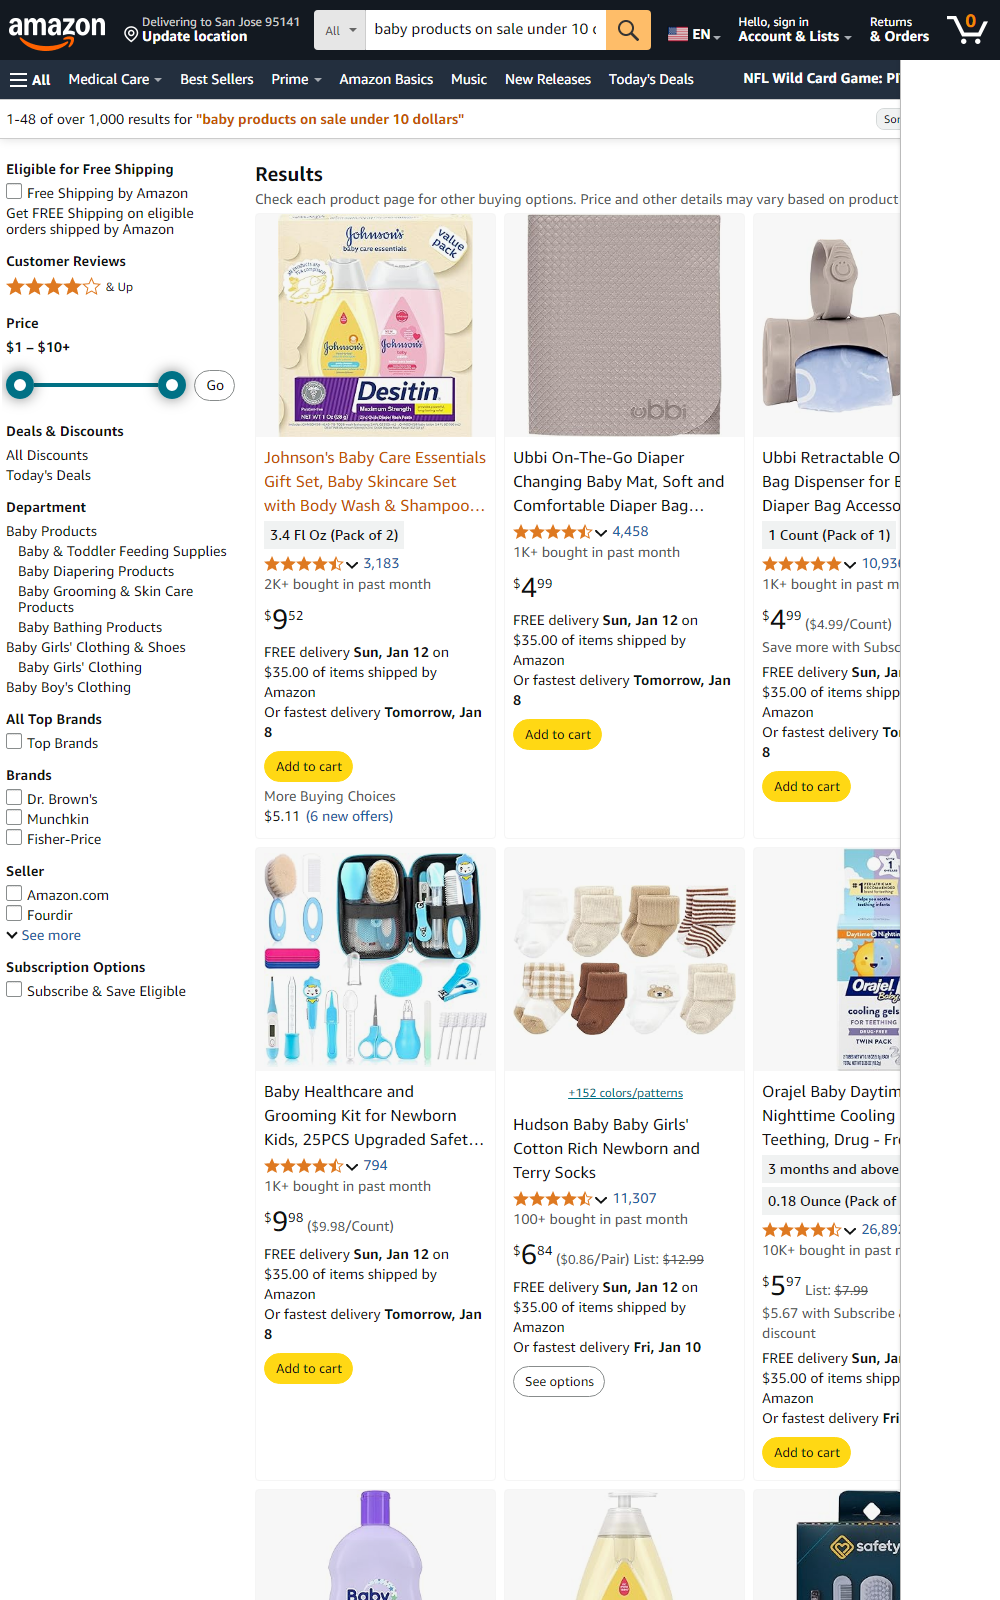 amazon
Delivering to San Jose 95141
Update location
All
baby products on sale under 10 d
EN
Hello, sign in
Account & Lists
Returns
& Orders
0
All
Medical Care
Best Sellers
Prime
Amazon Basics
Music
New Releases
Today's Deals
NFL Wild Card Game: PI
1-48 of over 1,000 results for "baby products on sale under 10 dollars"
Sor
Eligible for Free Shipping
Free Shipping by Amazon
Get FREE Shipping on eligible
orders shipped by Amazon
Customer Reviews
& Up
Price
$1 – $10+
Go
Deals & Discounts
All Discounts
Today's Deals
Department
Baby Products
Baby & Toddler Feeding Supplies
Baby Diapering Products
Baby Grooming & Skin Care
Products
Baby Bathing Products
Baby Girls' Clothing & Shoes
Baby Girls' Clothing
Baby Boy's Clothing
All Top Brands
Top Brands
Brands
Dr. Brown's
Munchkin
Fisher-Price
Seller
Amazon.com
Fourdir
See more
Subscription Options
Subscribe & Save Eligible
Results
Check each product page for other buying options. Price and other details may vary based on product
Johnson's
baby care essentials
value
pack
Johnson's
Johnson's
baby
Desitin
Maximum Strength
NET WT 1 Oz (28 g)
Johnson's Baby Care Essentials
Gift Set, Baby Skincare Set
with Body Wash & Shampoo…
3.4 Fl Oz (Pack of 2)
3,183
2K+ bought in past month
$9.52
FREE delivery Sun, Jan 12 on
$35.00 of items shipped by
Amazon
Or fastest delivery Tomorrow, Jan
8
Add to cart
More Buying Choices
$5.11 (6 new offers)
ubbi
Ubbi On-The-Go Diaper
Changing Baby Mat, Soft and
Comfortable Diaper Bag…
4,458
1K+ bought in past month
$4.99
FREE delivery Sun, Jan 12 on
$35.00 of items shipped by
Amazon
Or fastest delivery Tomorrow, Jan
8
Add to cart
Ubbi Retractable O
Bag Dispenser for B
Diaper Bag Accesso
1 Count (Pack of 1)
10,930
1K+ bought in past m
$4.99 ($4.99/Count)
Save more with Subsc
FREE delivery Sun, Ja
$35.00 of items shipp
Amazon
Or fastest delivery To
8
Add to cart
Baby Healthcare and
Grooming Kit for Newborn
Kids, 25PCS Upgraded Safet…
794
1K+ bought in past month
$9.98 ($9.98/Count)
FREE delivery Sun, Jan 12 on
$35.00 of items shipped by
Amazon
Or fastest delivery Tomorrow, Jan
8
Add to cart
+152 colors/patterns
Hudson Baby Baby Girls'
Cotton Rich Newborn and
Terry Socks
11,307
100+ bought in past month
$6.84 ($0.86/Pair) List: $12.99
FREE delivery Sun, Jan 12 on
$35.00 of items shipped by
Amazon
Or fastest delivery Fri, Jan 10
See options
#1
Helps you soothe
teething infants
Daytime & Nighttim
Orajel
Baby
cooling gels
FOR TEETHING
DRUG-FREE
TWIN PACK
Orajel Baby Daytim
Nighttime Cooling
Teething, Drug - Fr
3 months and above
0.18 Ounce (Pack of
26,892
10K+ bought in past r
$5.97 List: $7.99
$5.67 with Subscribe
discount
FREE delivery Sun, Ja
$35.00 of items shipp
Amazon
Or fastest delivery Fri
Add to cart
Baby
safety